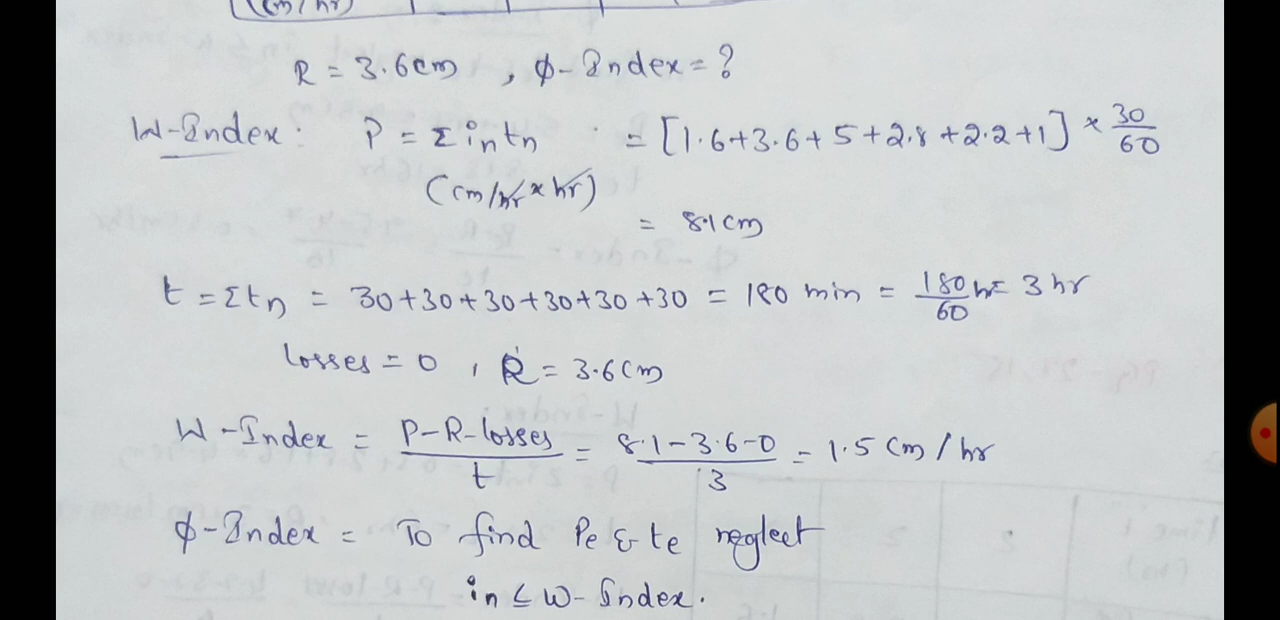 (cm/hr)
R = 3.6cm , φ-Index = ?
W-Index: P = Σ in tn = [1.6+3.6+5+2.8+2.2+1] × 30/60
(cm/hr × hr)
= 8.1cm
t = Σtn = 30+30+30+30+30+30 = 180 min = 180/60 hr = 3 hr
losses = 0 , R = 3.6cm
W-Index = P-R-losses/t = 8.1-3.6-0/3 = 1.5 cm/hr
φ-Index = To find Pe & te neglect
in ≤ W-Index.